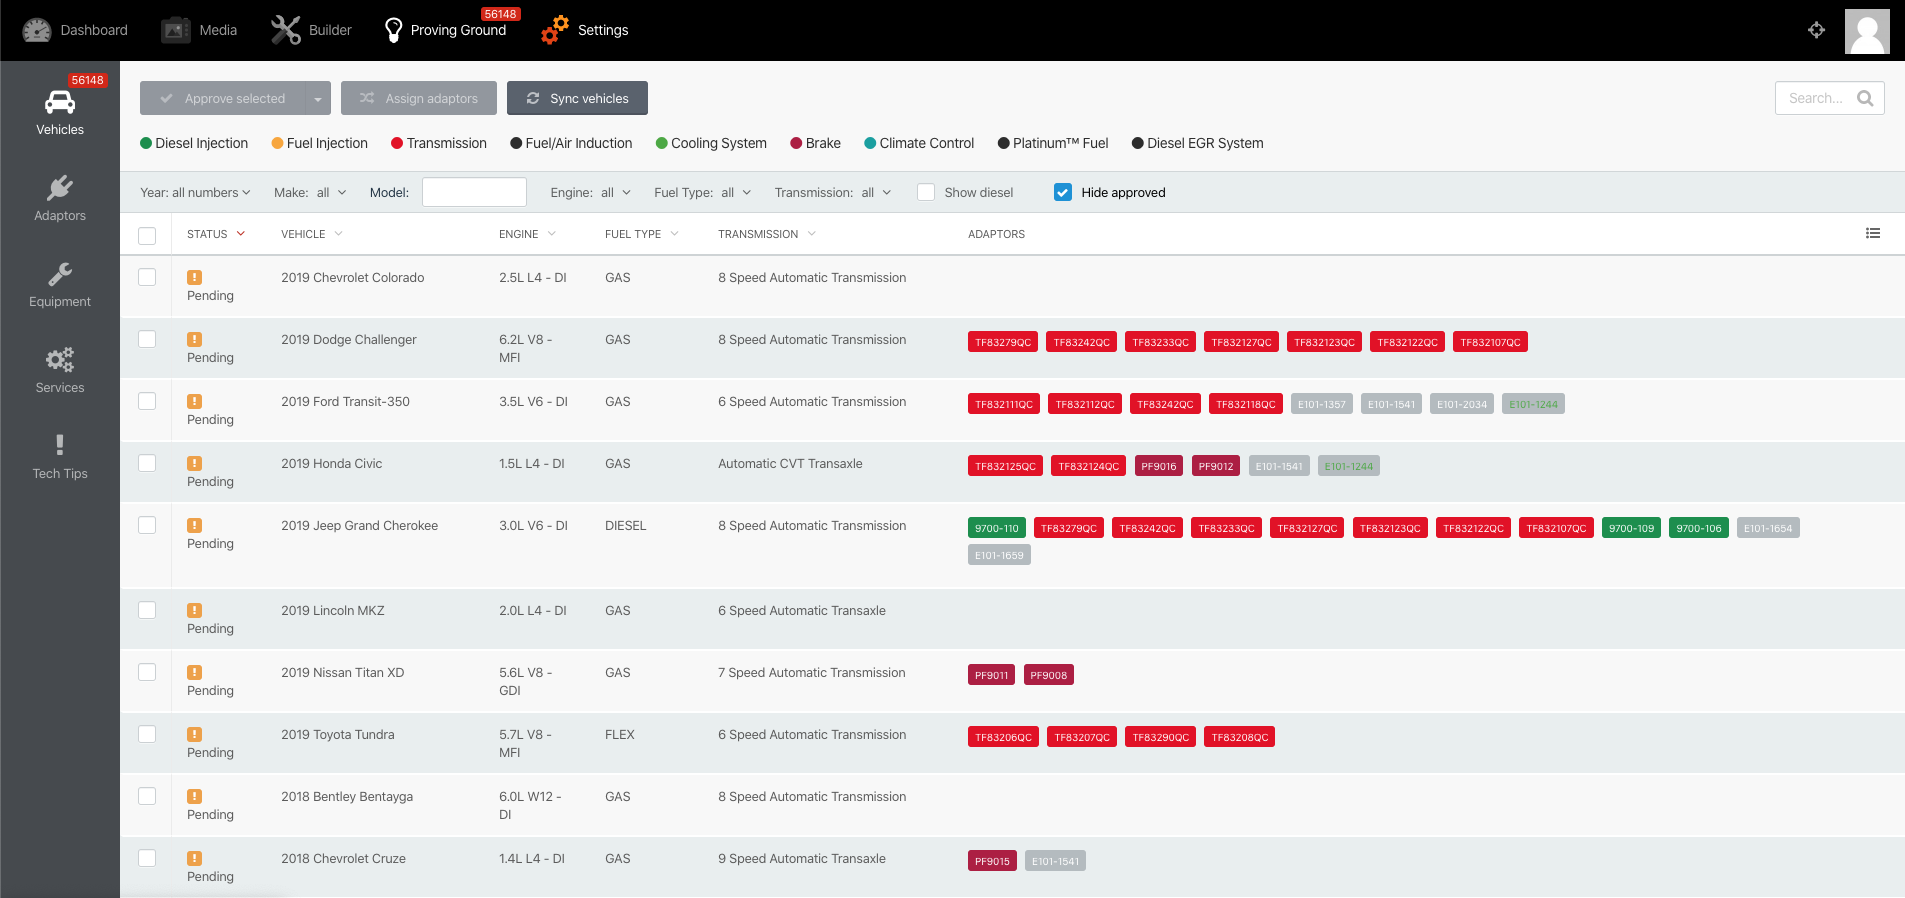 Dashboard Media Builder Proving Ground 56148 Settings
56148
Vehicles
Adaptors
Equipment
Services
Tech Tips
Approve selected Assign adaptors Sync vehicles Search...
Diesel Injection Fuel Injection Transmission Fuel/Air Induction Cooling System Brake Climate Control Platinum™ Fuel Diesel EGR System
Year: all numbers Make: all Model: Engine: all Fuel Type: all Transmission: all Show diesel Hide approved
STATUS VEHICLE ENGINE FUEL TYPE TRANSMISSION ADAPTORS
Pending 2019 Chevrolet Colorado 2.5L L4 - DI GAS 8 Speed Automatic Transmission
Pending 2019 Dodge Challenger 6.2L V8 - MFI GAS 8 Speed Automatic Transmission TF83279QC TF83242QC TF83233QC TF832127QC TF832123QC TF832122QC TF832107QC
Pending 2019 Ford Transit-350 3.5L V6 - DI GAS 6 Speed Automatic Transmission TF832111QC TF832112QC TF83242QC TF832118QC E101-1357 E101-1541 E101-2034 E101-1244
Pending 2019 Honda Civic 1.5L L4 - DI GAS Automatic CVT Transaxle TF832125QC TF832124QC PF9016 PF9012 E101-1541 E101-1244
Pending 2019 Jeep Grand Cherokee 3.0L V6 - DI DIESEL 8 Speed Automatic Transmission 9700-110 TF83279QC TF83242QC TF83233QC TF832127QC TF832123QC TF832122QC TF832107QC 9700-109 9700-106 E101-1654
E101-1659
Pending 2019 Lincoln MKZ 2.0L L4 - DI GAS 6 Speed Automatic Transaxle
Pending 2019 Nissan Titan XD 5.6L V8 - GDI GAS 7 Speed Automatic Transmission PF9011 PF9008
Pending 2019 Toyota Tundra 5.7L V8 - MFI FLEX 6 Speed Automatic Transmission TF83206QC TF83207QC TF83290QC TF83208QC
Pending 2018 Bentley Bentayga 6.0L W12 - DI GAS 8 Speed Automatic Transmission
Pending 2018 Chevrolet Cruze 1.4L L4 - DI GAS 9 Speed Automatic Transaxle PF9015 E101-1541